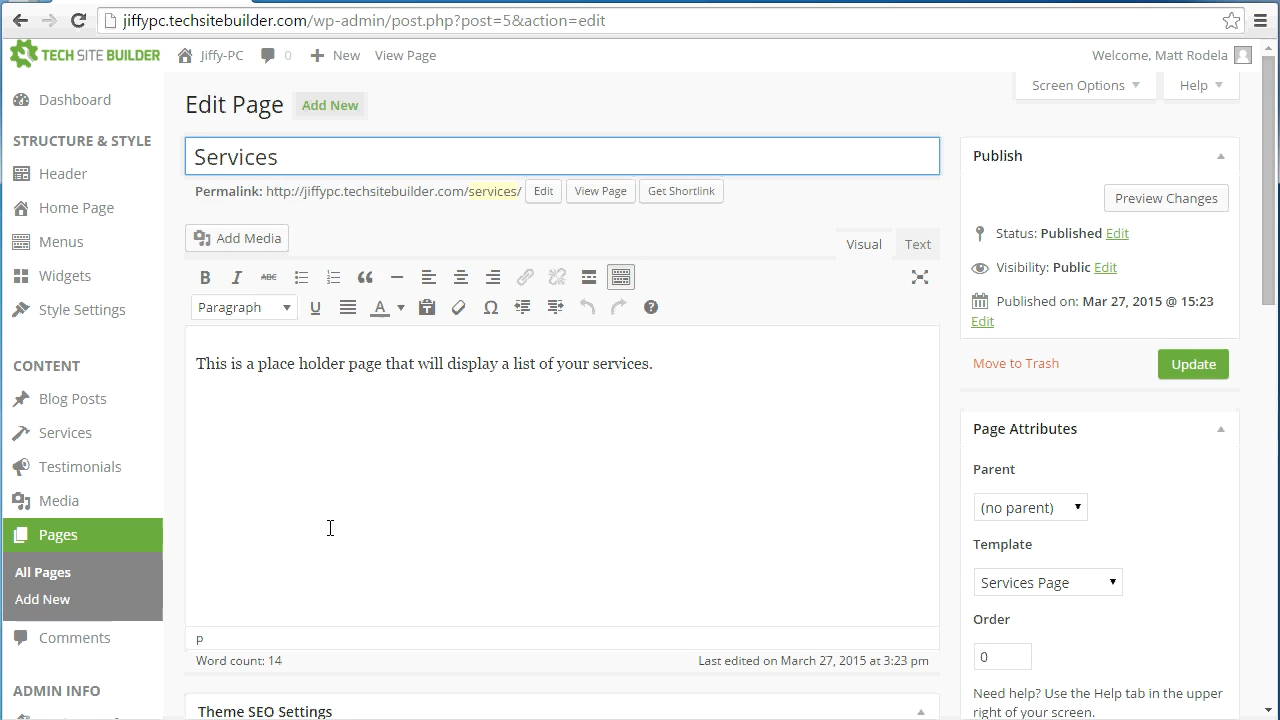 jiffypc.techsitebuilder.com/wp-admin/post.php?post=5&action=edit
TECH SITE BUILDER
Jiffy-PC
0
New
View Page
Welcome, Matt Rodela
Screen Options
Help
Dashboard
STRUCTURE & STYLE
Header
Home Page
Menus
Widgets
Style Settings
CONTENT
Blog Posts
Services
Testimonials
Media
Pages
All Pages
Add New
Comments
ADMIN INFO
Edit Page
Add New
Services
Permalink: http://jiffypc.techsitebuilder.com/services/
Edit
View Page
Get Shortlink
Add Media
Visual
Text
B
I
ABC
Paragraph
U
A
Ω
This is a place holder page that will display a list of your services.
p
Word count: 14
Last edited on March 27, 2015 at 3:23 pm
Theme SEO Settings
Publish
Preview Changes
Status: Published Edit
Visibility: Public Edit
Published on: Mar 27, 2015 @ 15:23
Edit
Move to Trash
Update
Page Attributes
Parent
(no parent)
Template
Services Page
Order
0
Need help? Use the Help tab in the upper
right of your screen.